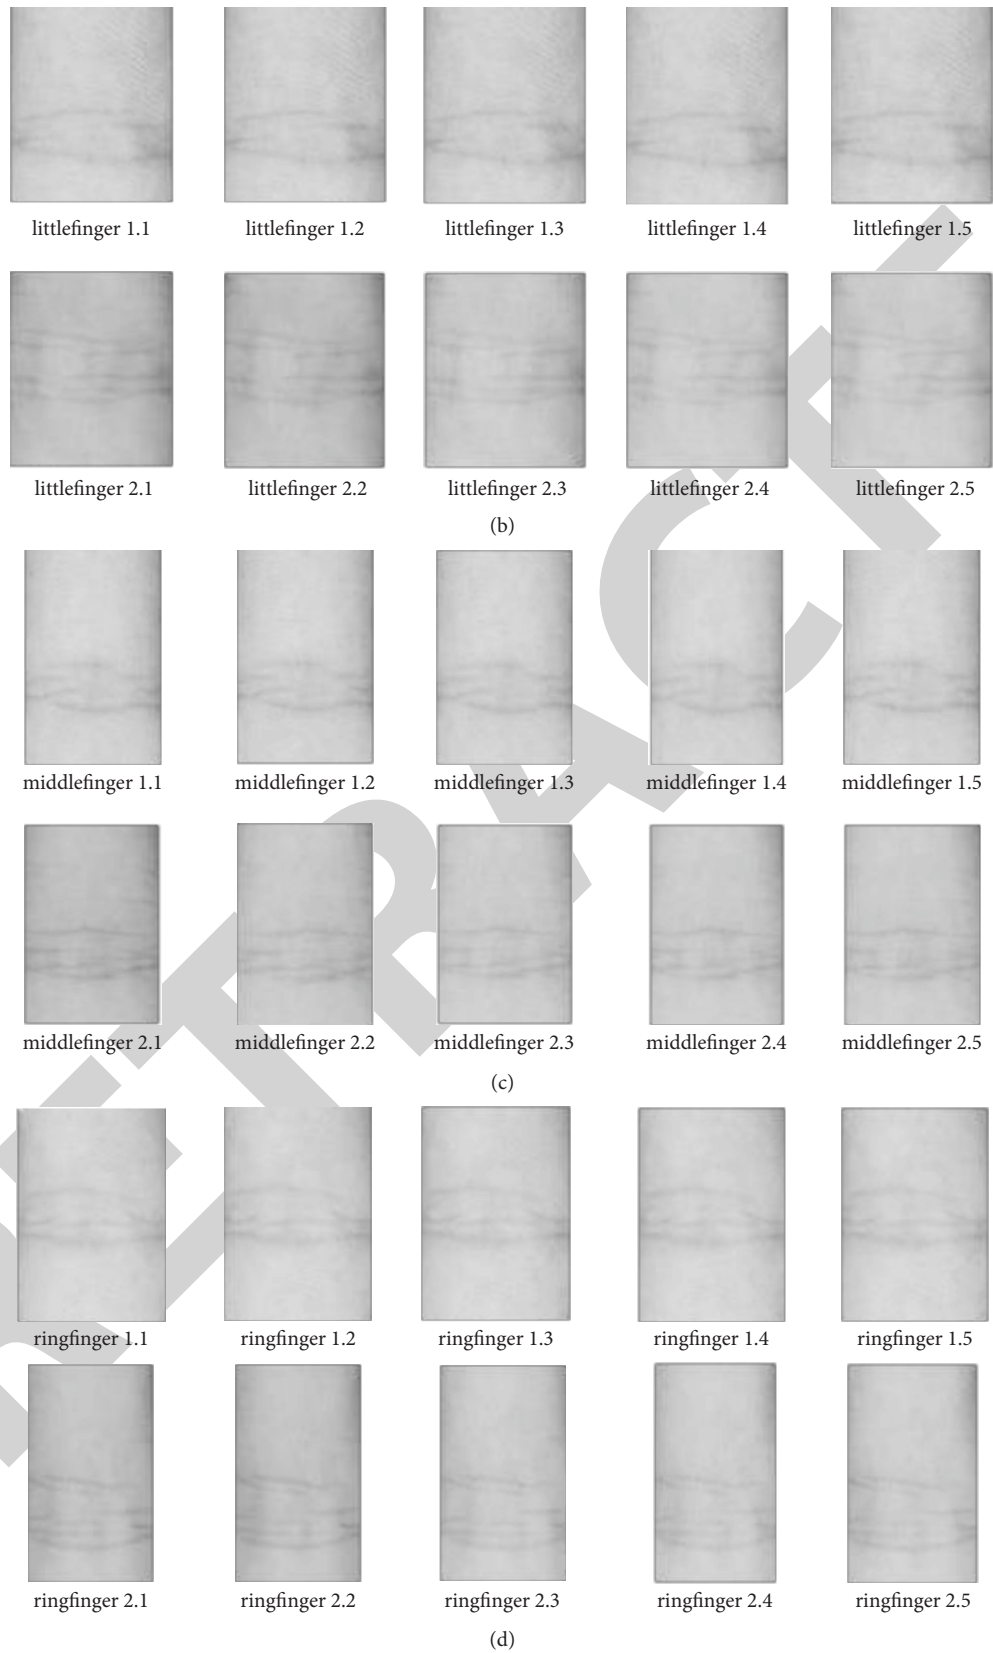 littlefinger 1.1 littlefinger 1.2 littlefinger 1.3 littlefinger 1.4 littlefinger 1.5
littlefinger 2.1 littlefinger 2.2 littlefinger 2.3 littlefinger 2.4 littlefinger 2.5
(b)
middlefinger 1.1 middlefinger 1.2 middlefinger 1.3 middlefinger 1.4 middlefinger 1.5
middlefinger 2.1 middlefinger 2.2 middlefinger 2.3 middlefinger 2.4 middlefinger 2.5
(c)
ringfinger 1.1 ringfinger 1.2 ringfinger 1.3 ringfinger 1.4 ringfinger 1.5
ringfinger 2.1 ringfinger 2.2 ringfinger 2.3 ringfinger 2.4 ringfinger 2.5
(d)
RETRACT